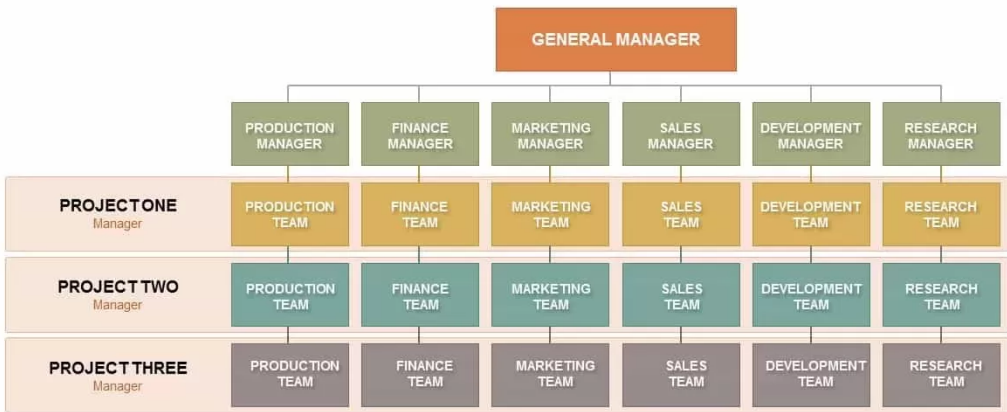 GENERAL MANAGER
PRODUCTION
MANAGER
FINANCE
MANAGER
MARKETING
MANAGER
SALES
MANAGER
DEVELOPMENT
MANAGER
RESEARCH
MANAGER
PROJECT ONE
Manager
PRODUCTION
TEAM
FINANCE
TEAM
MARKETING
TEAM
SALES
TEAM
DEVELOPMENT
TEAM
RESEARCH
TEAM
PROJECT TWO
Manager
PRODUCTION
TEAM
FINANCE
TEAM
MARKETING
TEAM
SALES
TEAM
DEVELOPMENT
TEAM
RESEARCH
TEAM
PROJECT THREE
Manager
PRODUCTION
TEAM
FINANCE
TEAM
MARKETING
TEAM
SALES
TEAM
DEVELOPMENT
TEAM
RESEARCH
TEAM